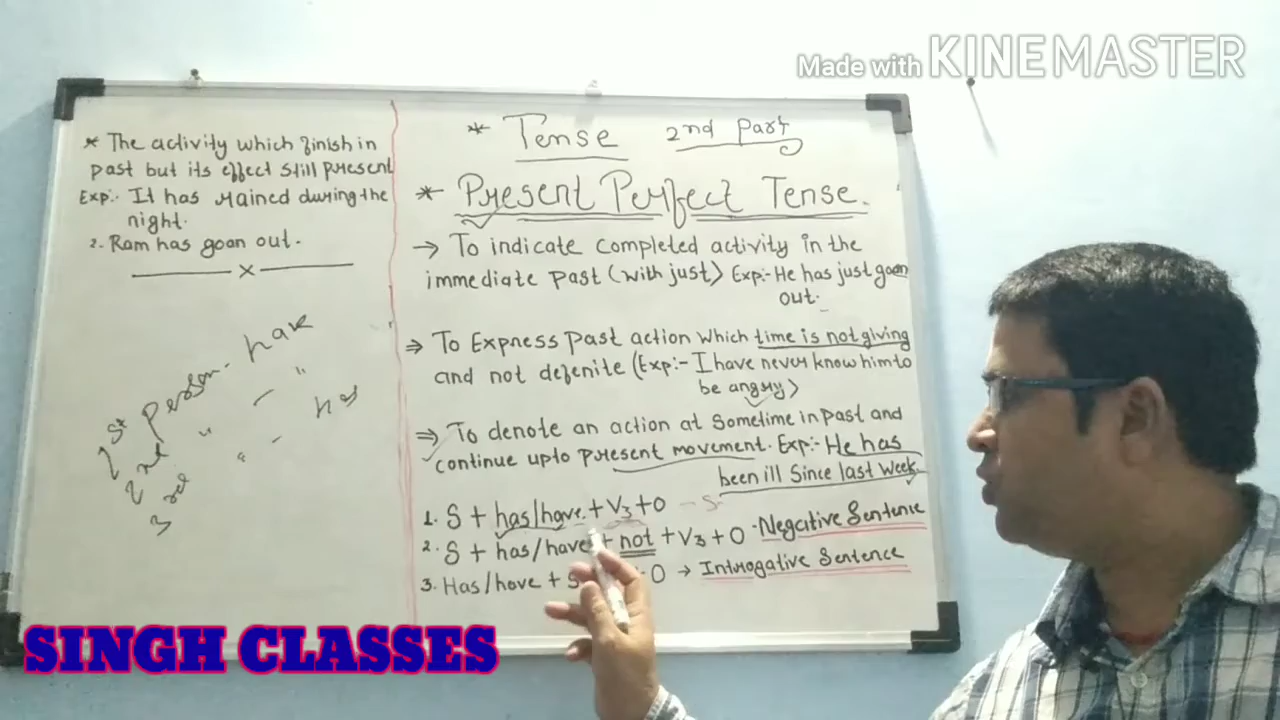 Made with KINEMASTER
* The activity which finish in
past but its effect still present
Exp:- It has rained during the
night.
2. Ram has goan out.
x
1st person - have
2nd " - "
3rd " - has
* Tense 2nd Part
* Present Perfect Tense.
→ To indicate completed activity in the
immediate past (with just) Exp:- He has just goan
out.
⇒ To Express Past action which time is not giving
and not defenite (Exp:- I have never know him to
be angry)
⇒ To denote an action at Sometime in past and
continue upto present movement. Exp:- He has
been ill Since last week.
1. S + has/have + V3 + O - S
2. S + has/have + not + V3 + O - Negative Sentence
3. Has/have + S O → Introgative Sentence
SINGH CLASSES